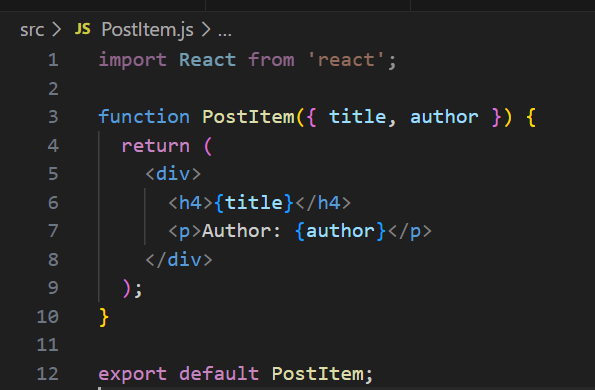 src > JS PostItem.js > ...
1 import React from 'react';
2
3 function PostItem({ title, author }) {
4   return (
5     <div>
6       <h4>{title}</h4>
7       <p>Author: {author}</p>
8     </div>
9   );
10 }
11
12 export default PostItem;